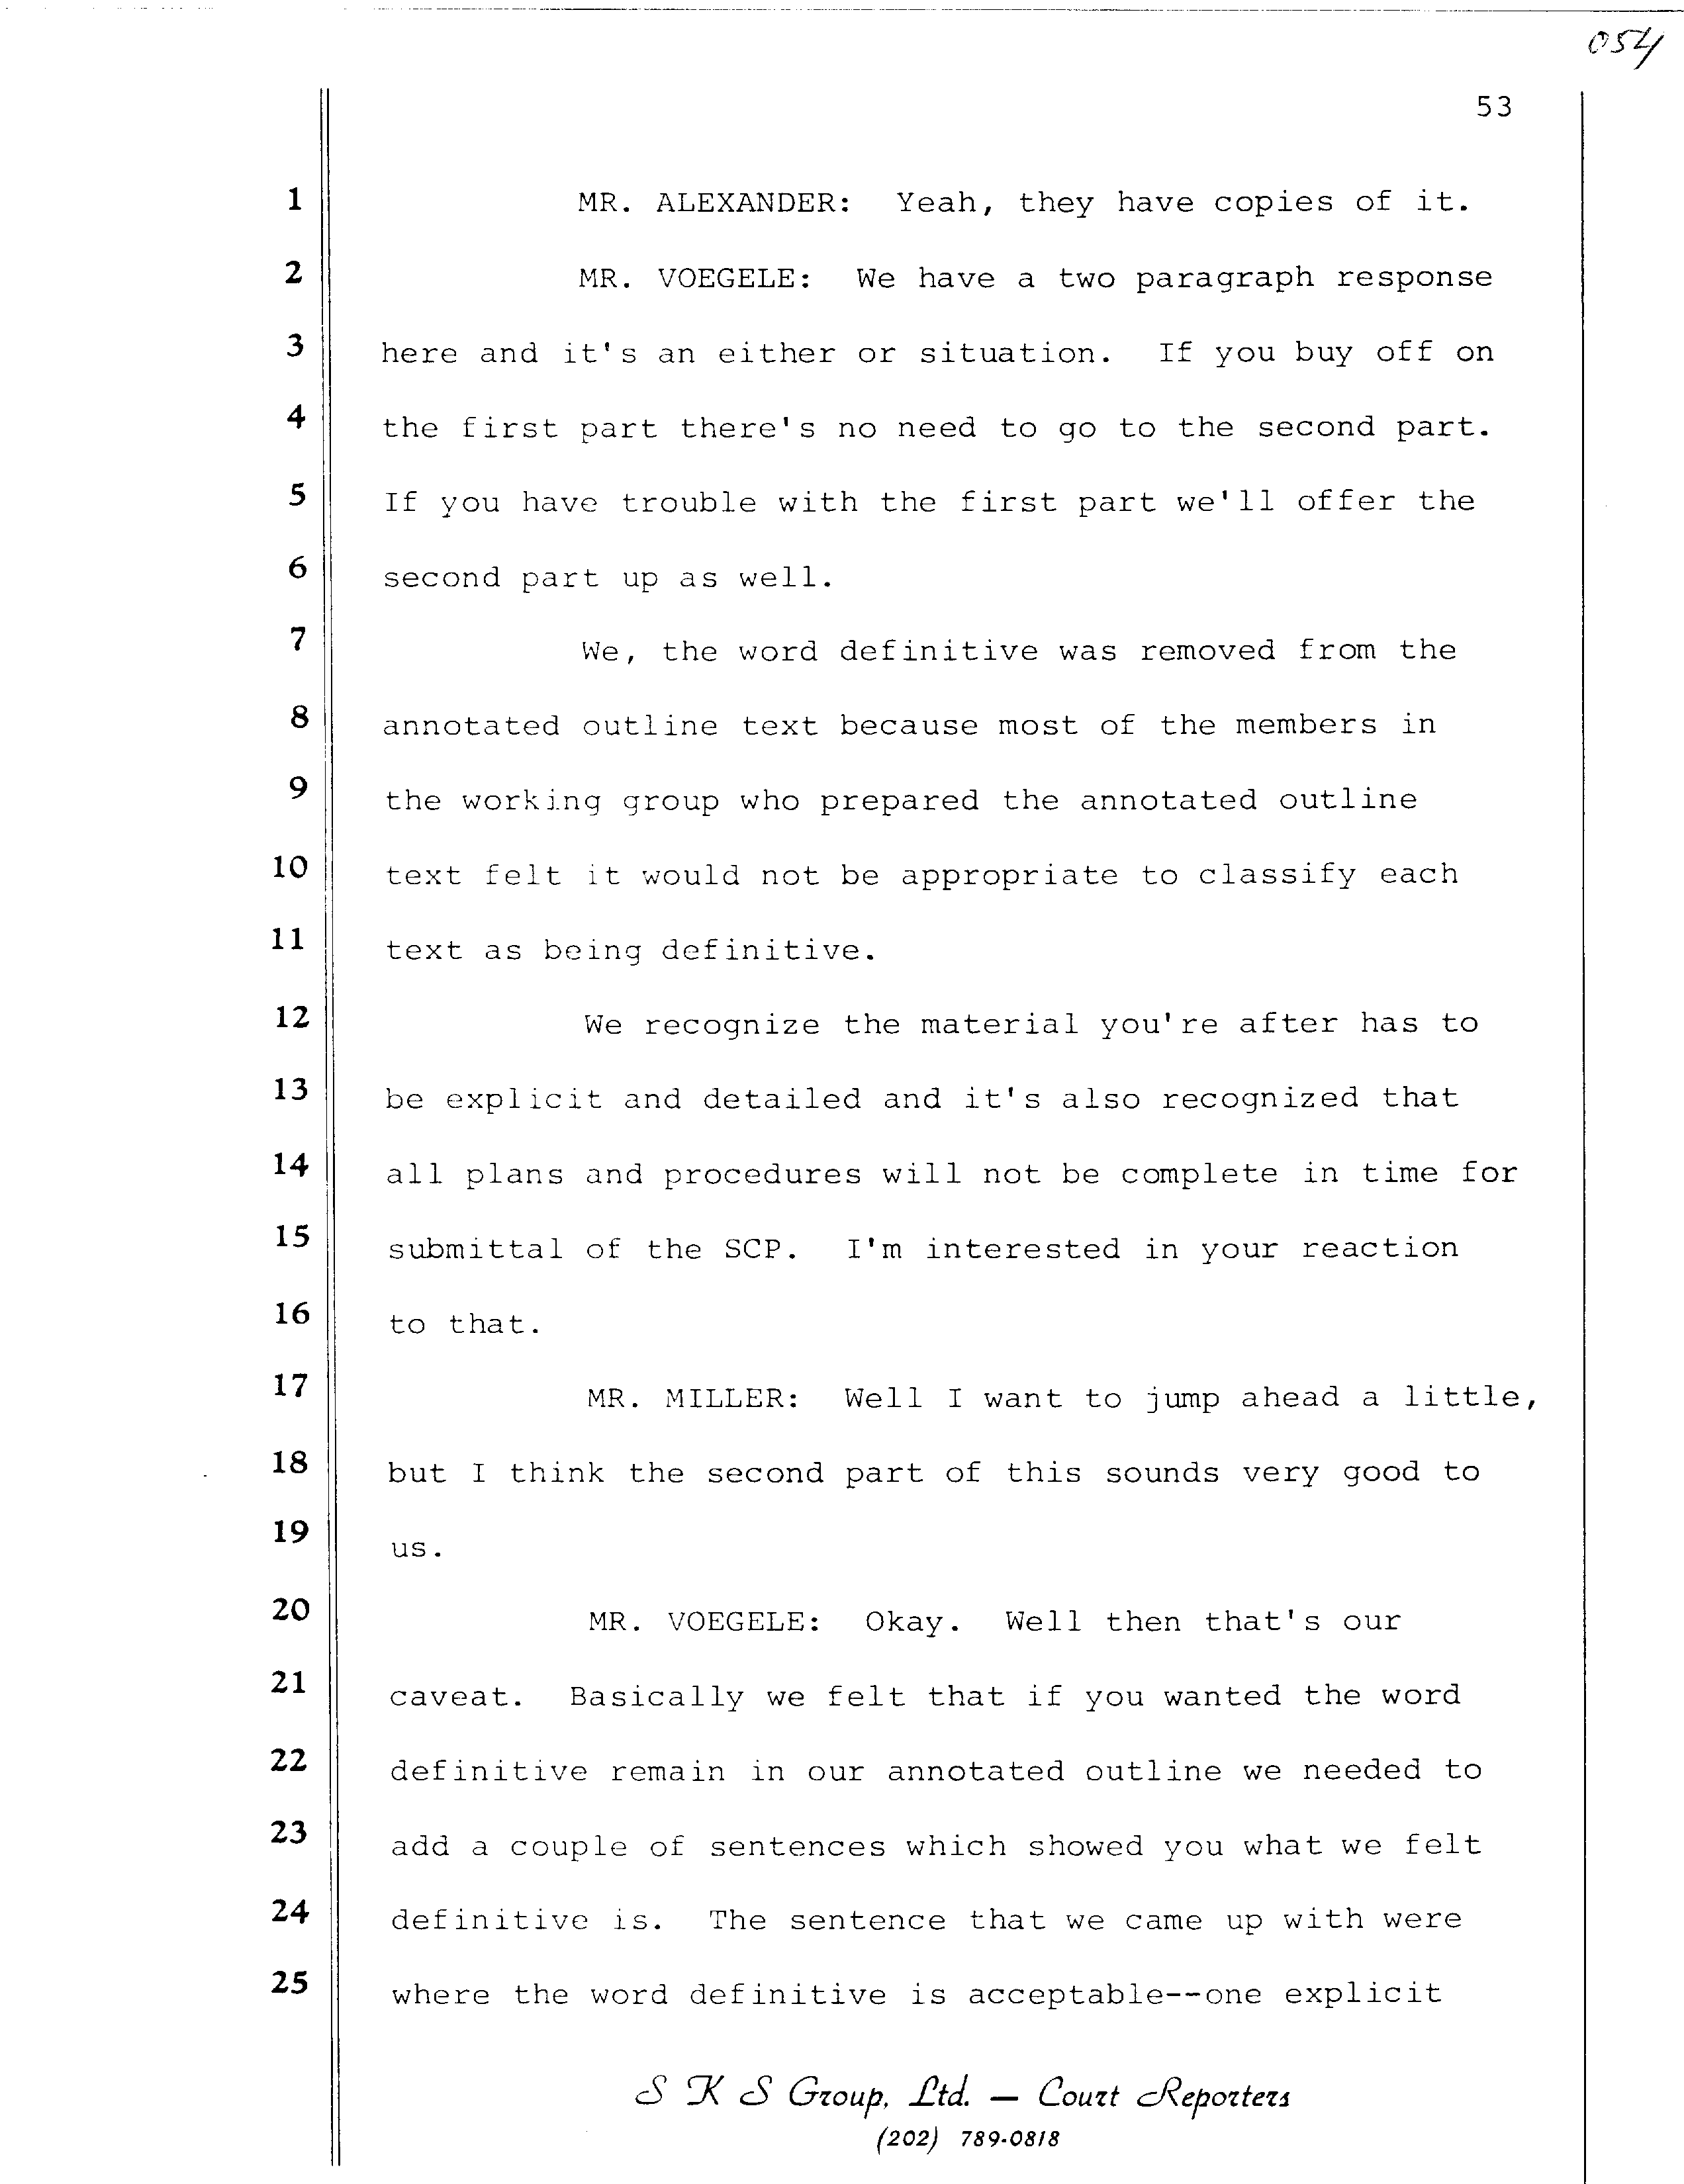 054
53
1 MR. ALEXANDER: Yeah, they have copies of it.
2 MR. VOEGELE: We have a two paragraph response
3 here and it's an either or situation. If you buy off on
4 the first part there's no need to go to the second part.
5 If you have trouble with the first part we'll offer the
6 second part up as well.
7 We, the word definitive was removed from the
8 annotated outline text because most of the members in
9 the working group who prepared the annotated outline
10 text felt it would not be appropriate to classify each
11 text as being definitive.
12 We recognize the material you're after has to
13 be explicit and detailed and it's also recognized that
14 all plans and procedures will not be complete in time for
15 submittal of the SCP. I'm interested in your reaction
16 to that.
17 MR. MILLER: Well I want to jump ahead a little,
18 but I think the second part of this sounds very good to
19 us.
20 MR. VOEGELE: Okay. Well then that's our
21 caveat. Basically we felt that if you wanted the word
22 definitive remain in our annotated outline we needed to
23 add a couple of sentences which showed you what we felt
24 definitive is. The sentence that we came up with were
25 where the word definitive is acceptable--one explicit
S K S Group, Ltd. — Court Reporters
(202) 789-0818